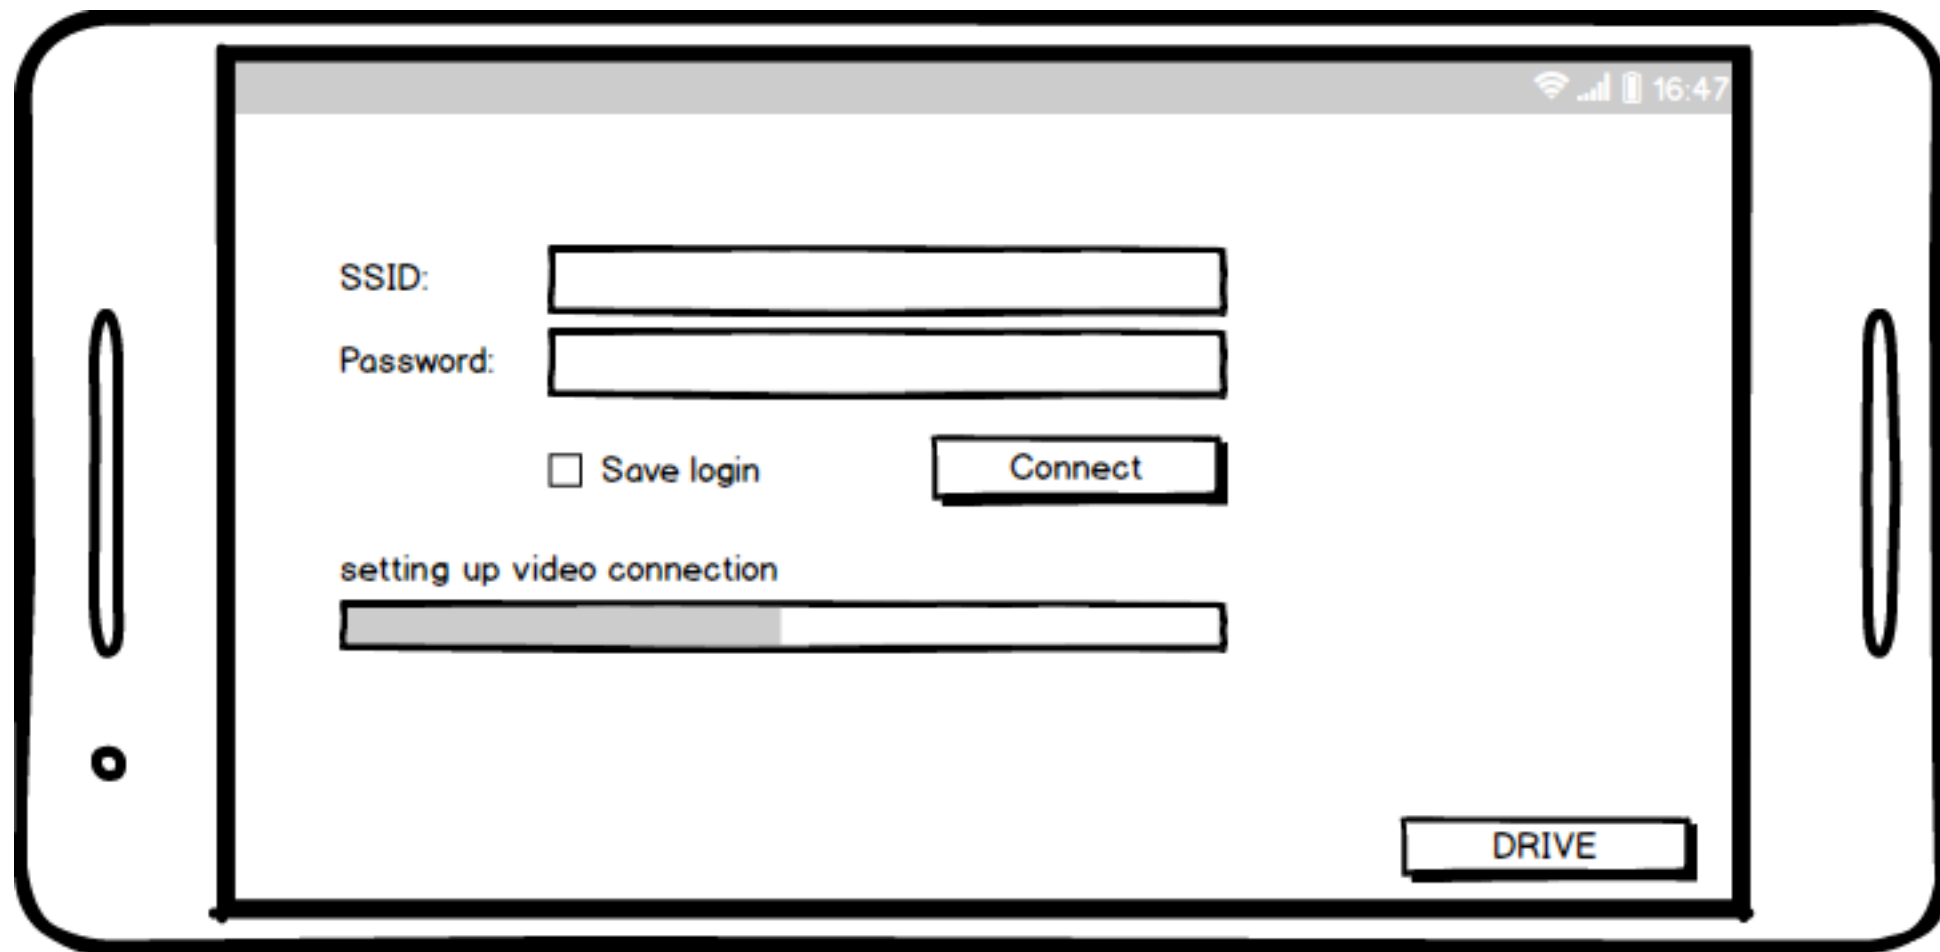 16:47
SSID:
Password:
Save login
Connect
setting up video connection
DRIVE